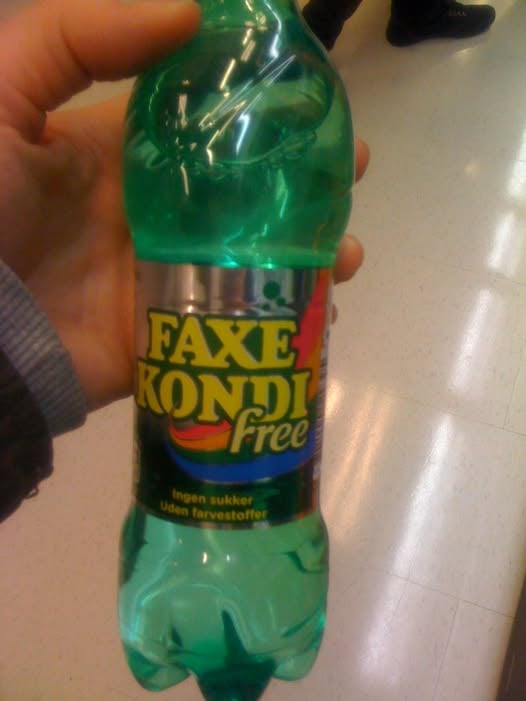 FAXE
KONDI
free
Ingen sukker
Uden farvestoffer